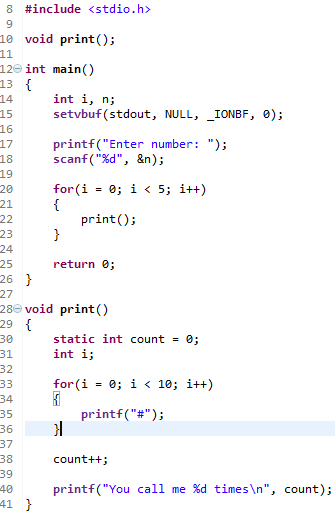 8 #include <stdio.h>
9
10 void print();
11
12 int main()
13 {
14     int i, n;
15     setvbuf(stdout, NULL, _IONBF, 0);
16
17     printf("Enter number: ");
18     scanf("%d", &n);
19
20     for(i = 0; i < 5; i++)
21     {
22         print();
23     }
24
25     return 0;
26 }
27
28 void print()
29 {
30     static int count = 0;
31     int i;
32
33     for(i = 0; i < 10; i++)
34     {
35         printf("#");
36     }
37
38     count++;
39
40     printf("You call me %d times\n", count);
41 }